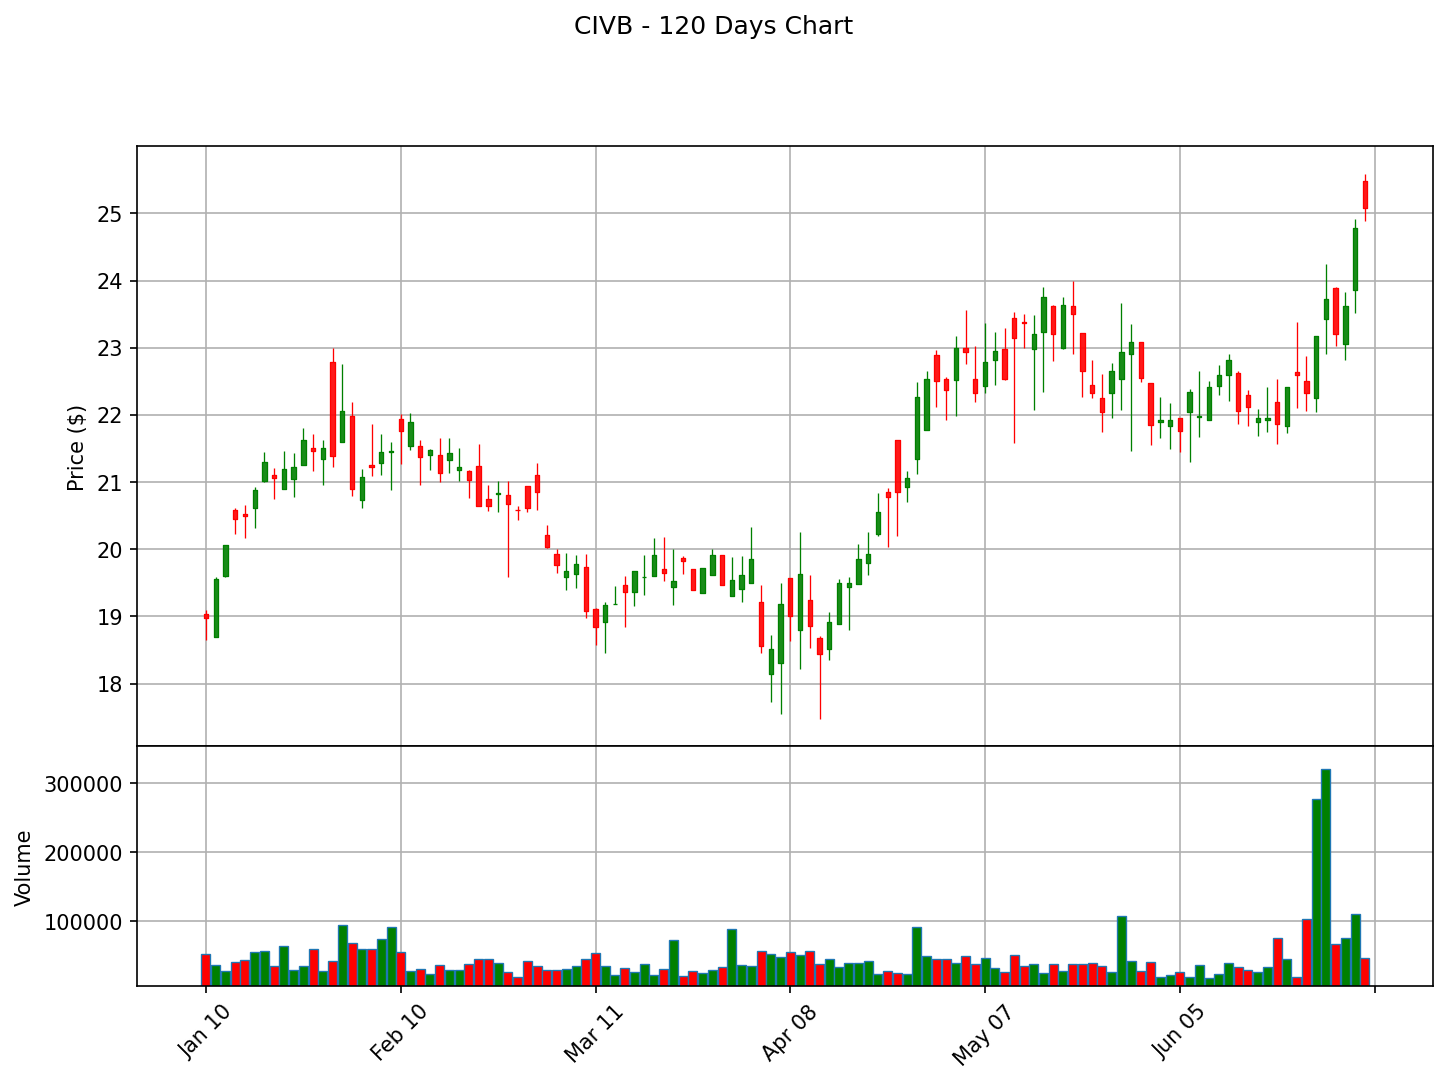 CIVB - 120 Days Chart
Price ($)
25
24
23
22
21
20
19
18
Volume
300000
200000
100000
Jan 10
Feb 10
Mar 11
Apr 08
May 07
Jun 05